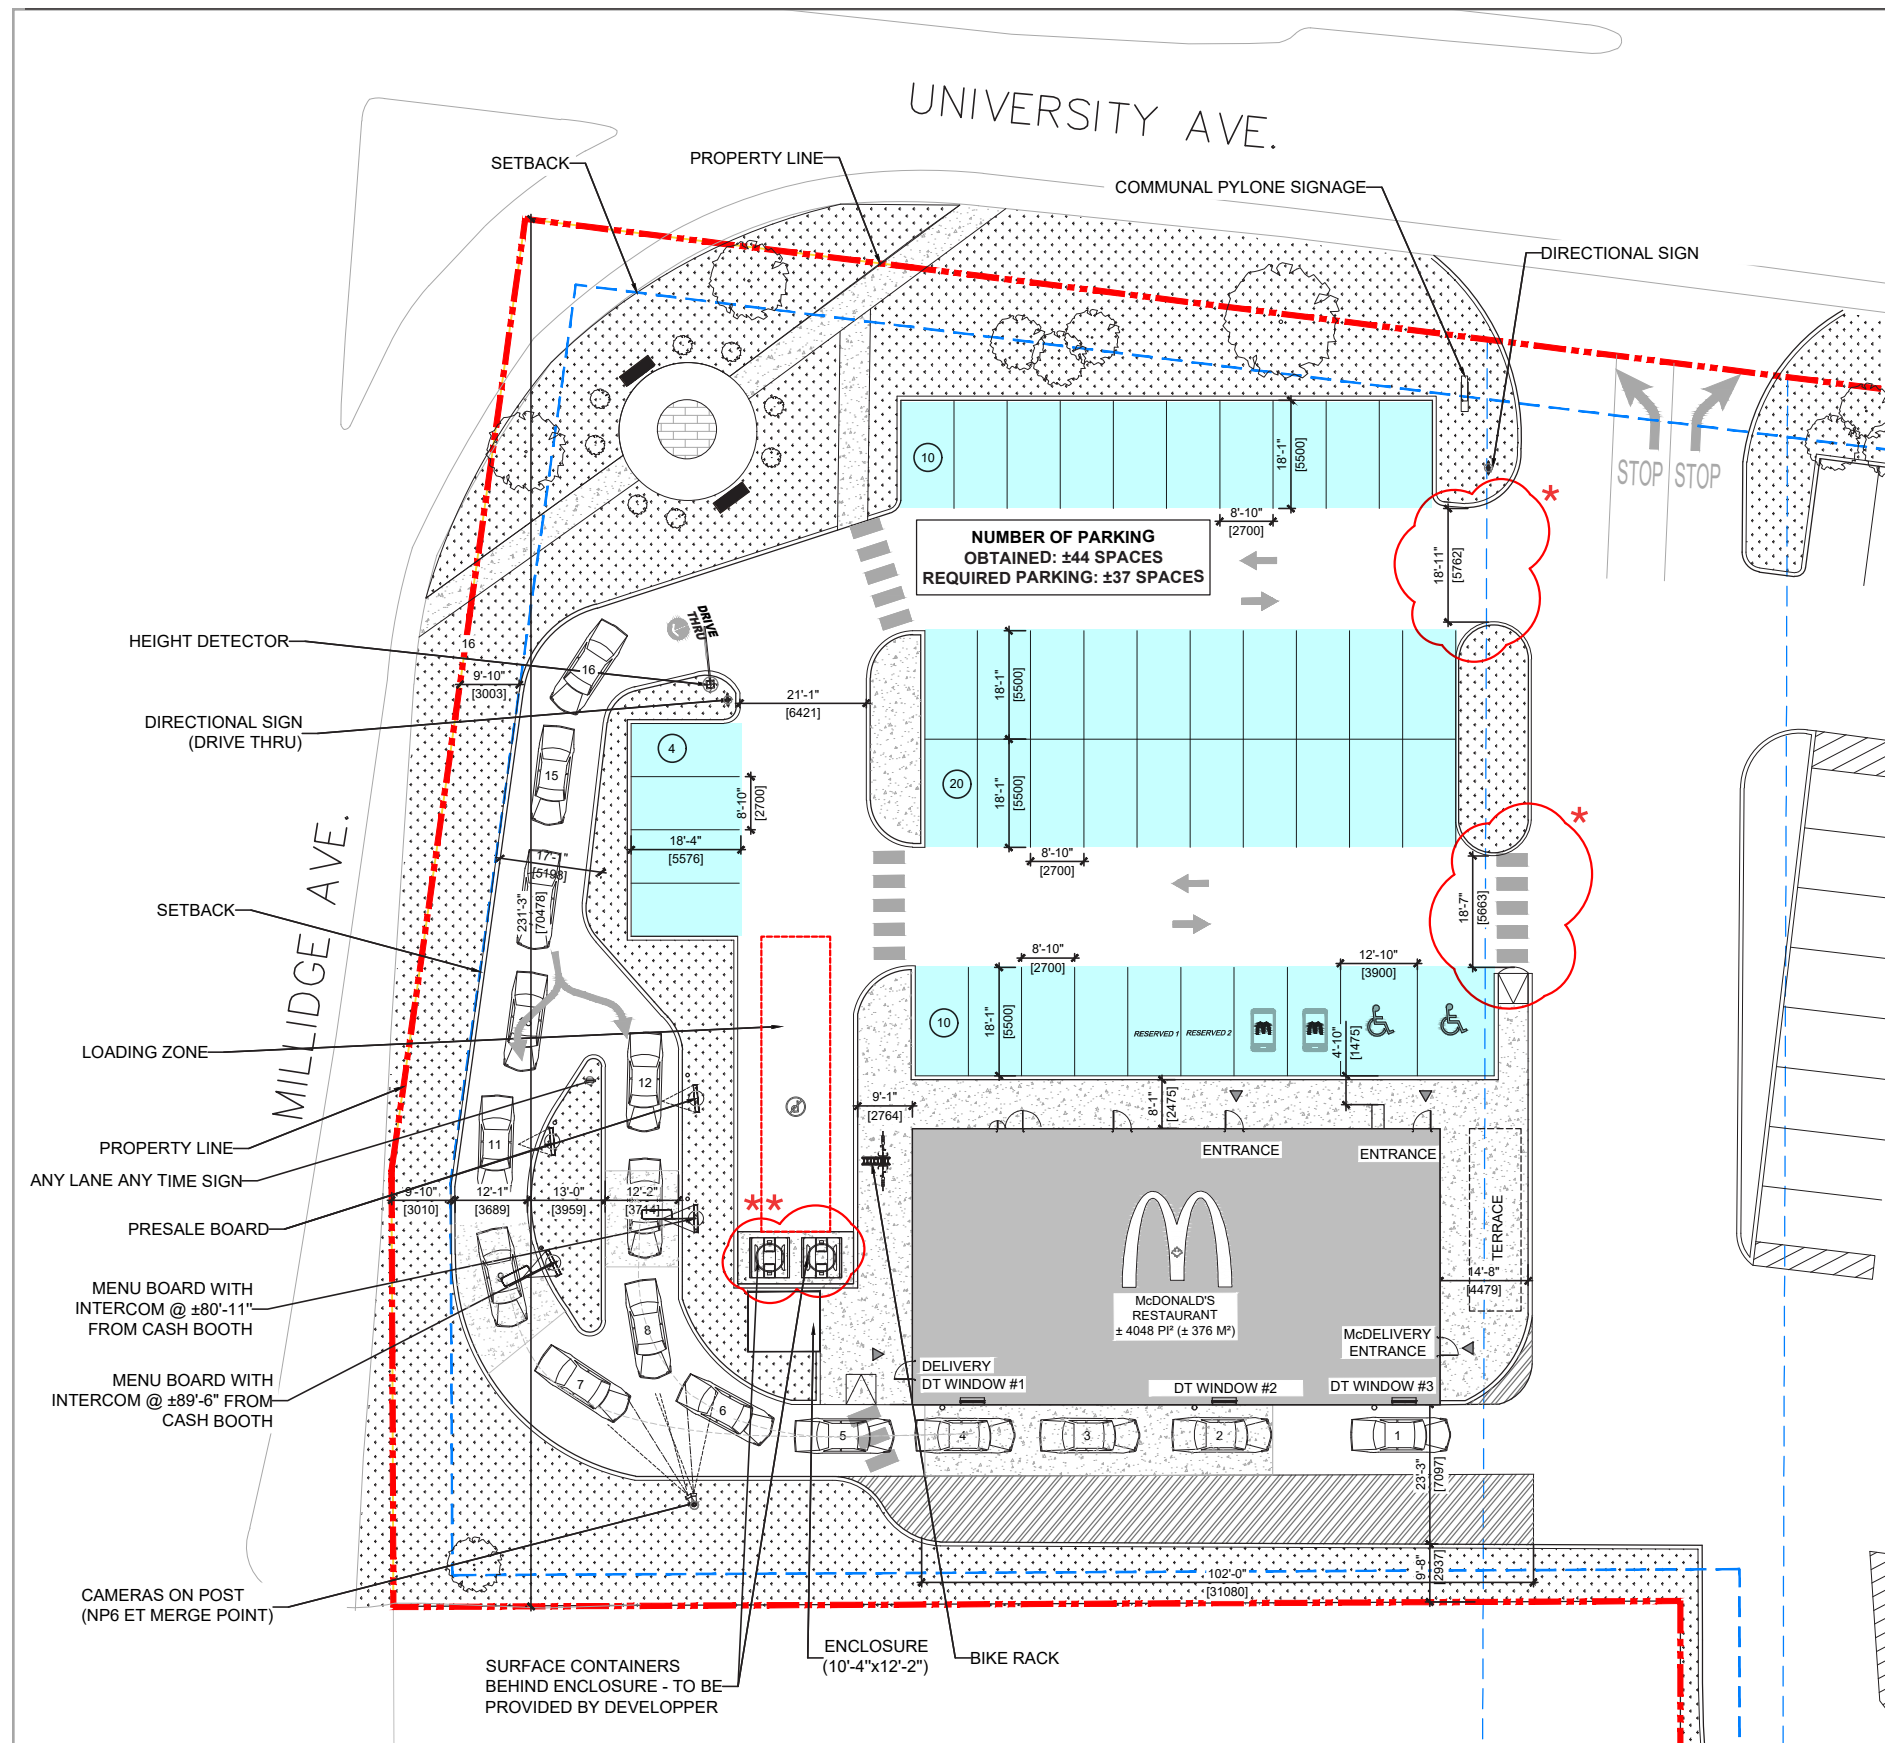 UNIVERSITY AVE.
SETBACK
PROPERTY LINE
COMMUNAL PYLONE SIGNAGE
DIRECTIONAL SIGN
10
18'-1"
[5500]
STOP STOP
*
8'-10"
[2700]
NUMBER OF PARKING
OBTAINED: ±44 SPACES
REQUIRED PARKING: ±37 SPACES
18'-11"
[5762]
DRIVE
THRU
HEIGHT DETECTOR
16
16
9'-10"
[3003]
21'-1"
[6421]
18'-1"
[5500]
DIRECTIONAL SIGN
(DRIVE THRU)
4
15
8'-10"
[2700]
20
18'-1"
[5500]
*
MILLIDGE AVE.
18'-4"
[5576]
17'-1"
[5198]
8'-10"
[2700]
231'-3"
[70478]
SETBACK
18'-7"
[5663]
8'-10"
[2700]
12'-10"
[3900]
10
18'-1"
[5500]
RESERVED 1 RESERVED 2
4'-10"
[1475]
LOADING ZONE
12
9'-1"
[2764]
8'-1"
[2475]
PROPERTY LINE
11
ENTRANCE
ENTRANCE
ANY LANE ANY TIME SIGN
9'-10"
[3010]
12'-1"
[3689]
13'-0"
[3959]
12'-2"
[3714]
PRESALE BOARD
**
TERRACE
14'-8"
[4479]
MENU BOARD WITH
INTERCOM @ ±80'-11"
FROM CASH BOOTH
McDONALD'S
RESTAURANT
± 4048 PI² (± 376 M²)
8
McDELIVERY
ENTRANCE
MENU BOARD WITH
INTERCOM @ ±89'-6" FROM
CASH BOOTH
7
DELIVERY
DT WINDOW #1
DT WINDOW #2
DT WINDOW #3
6
5
4
3
2
1
23'-3"
[7097]
CAMERAS ON POST
(NP6 ET MERGE POINT)
102'-0"
[31080]
9'-8"
[2937]
SURFACE CONTAINERS
BEHIND ENCLOSURE - TO BE
PROVIDED BY DEVELOPPER
ENCLOSURE
(10'-4"x12'-2")
BIKE RACK